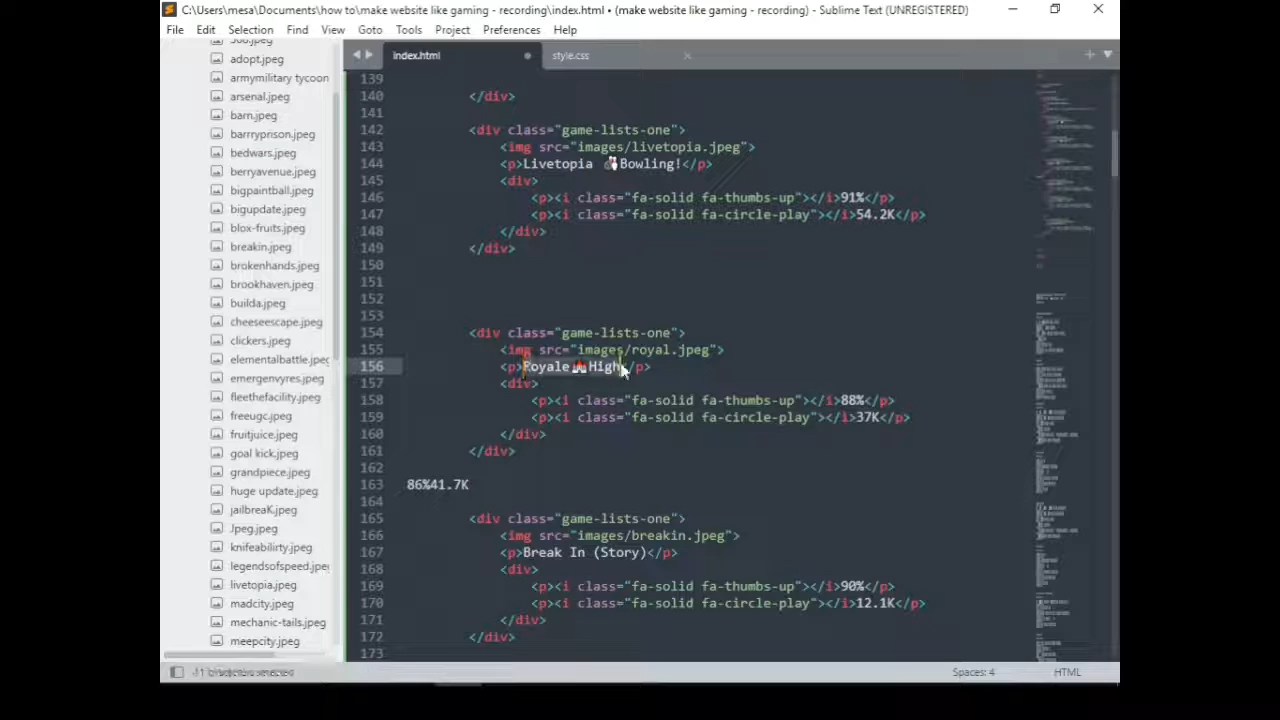 C:\Users\mesa\Documents\how to\make website like gaming - recording\index.html • (make website like gaming - recording) - Sublime Text (UNREGISTERED)
File Edit Selection Find View Goto Tools Project Preferences Help
index.html
style.css
adopt.jpeg
armymilitary tycoon
arsenal.jpeg
barn.jpeg
barrryprison.jpeg
bedwars.jpeg
berryavenue.jpeg
bigpaintball.jpeg
bigupdate.jpeg
blox-fruits.jpeg
breakin.jpeg
brokenhands.jpeg
brookhaven.jpeg
builda.jpeg
cheeseescape.jpeg
clickers.jpeg
elementalbattle.jpeg
emergenvyres.jpeg
fleethefacility.jpeg
freeugc.jpeg
fruitjuice.jpeg
goal kick.jpeg
grandpiece.jpeg
huge update.jpeg
jailbreaK.jpeg
Jpeg.jpeg
knifeabilirty.jpeg
legendsofspeed.jpeg
livetopia.jpeg
madcity.jpeg
mechanic-tails.jpeg
meepcity.jpeg
139
140 </div>
141
142 <div class="game-lists-one">
143 <img src="images/livetopia.jpeg">
144 <p>Livetopia 🎳Bowling!</p>
145 <div>
146 <p><i class="fa-solid fa-thumbs-up"></i>91%</p>
147 <p><i class="fa-solid fa-circle-play"></i>54.2K</p>
148 </div>
149 </div>
150
151
152
153
154 <div class="game-lists-one">
155 <img src="images/royal.jpeg">
156 <p>Royale🏰High</p>
157 <div>
158 <p><i class="fa-solid fa-thumbs-up"></i>88%</p>
159 <p><i class="fa-solid fa-circle-play"></i>37K</p>
160 </div>
161 </div>
162
163 86%41.7K
164
165 <div class="game-lists-one">
166 <img src="images/breakin.jpeg">
167 <p>Break In (Story)</p>
168 <div>
169 <p><i class="fa-solid fa-thumbs-up"></i>90%</p>
170 <p><i class="fa-solid fa-circle-play"></i>12.1K</p>
171 </div>
172 </div>
173
Spaces: 4
HTML